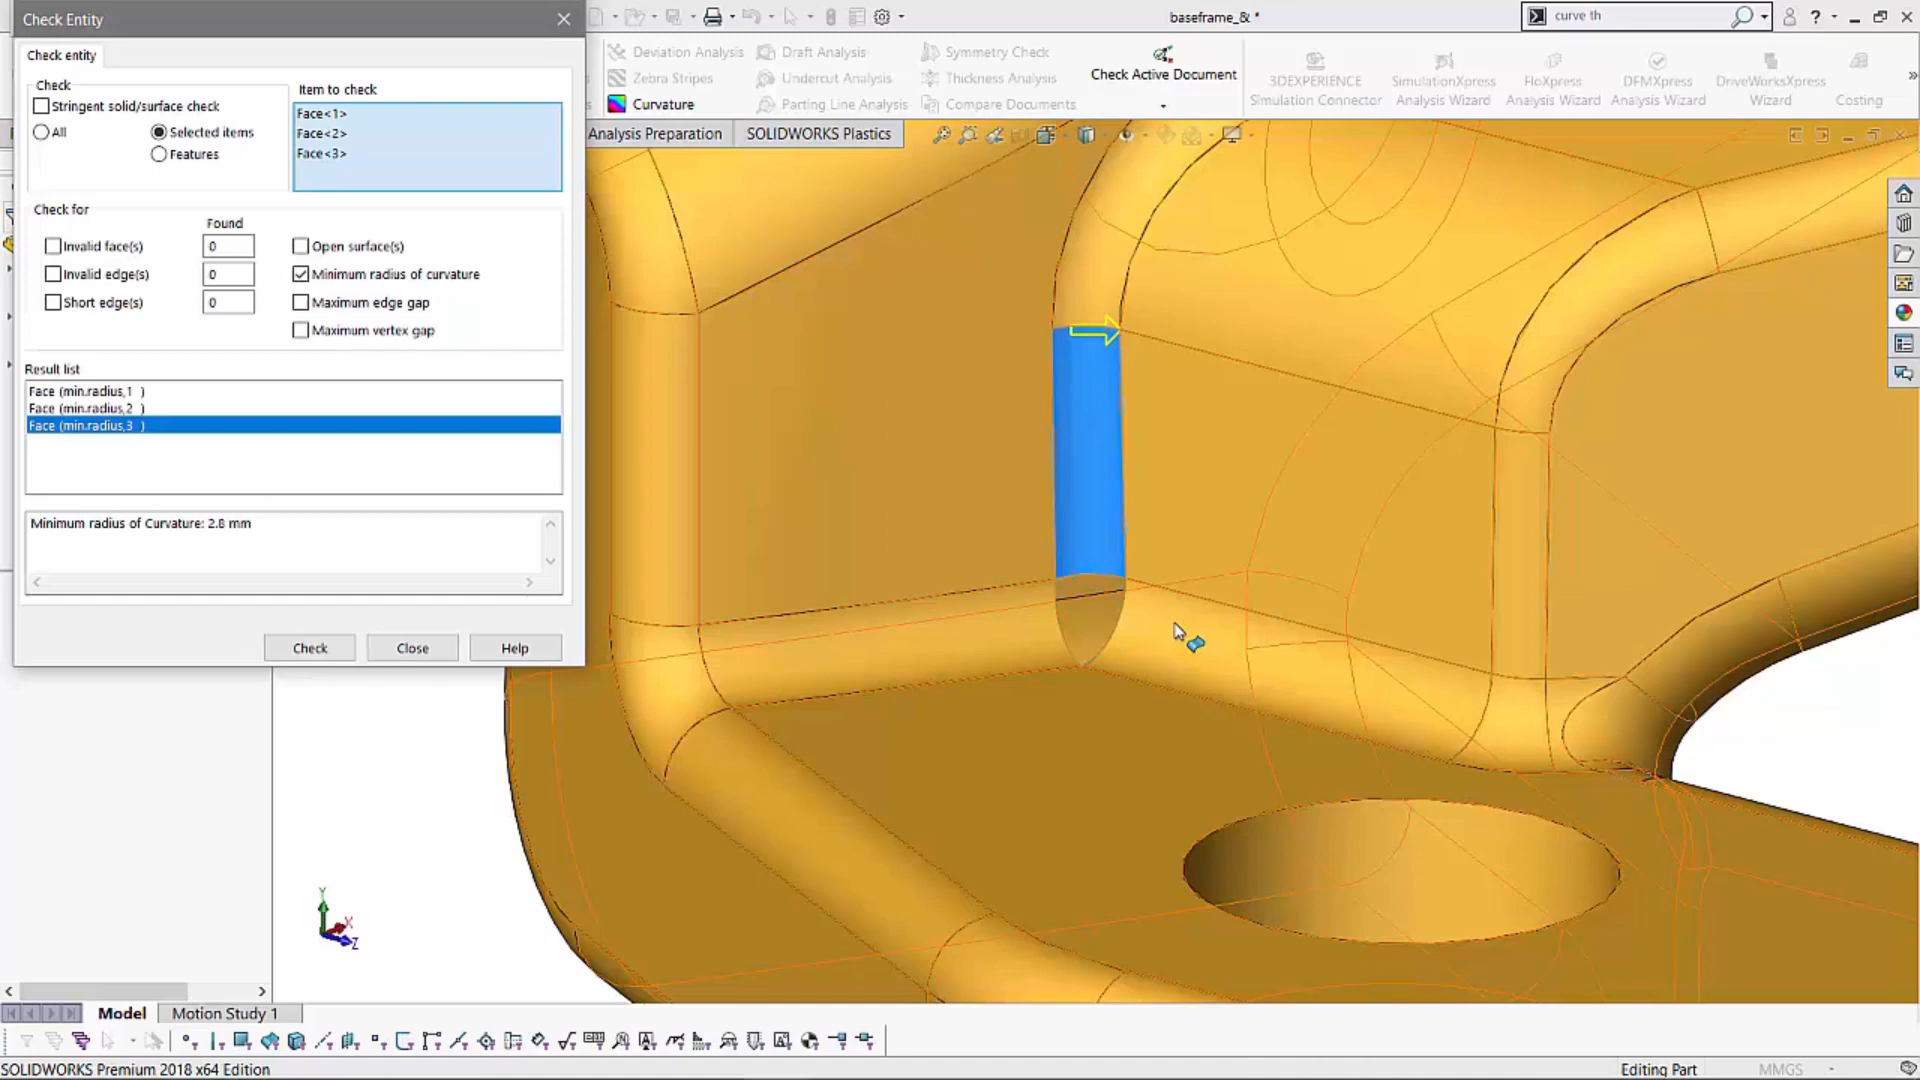 Check Entity
baseframe_&i *
curve th
Check entity
Check
Stringent solid/surface check
All
Selected items
Features
Item to check
Face<1>
Face<2>
Face<3>
Check for
Found
Invalid face(s)
0
Open surface(s)
Invalid edge(s)
0
Minimum radius of curvature
Short edge(s)
0
Maximum edge gap
Maximum vertex gap
Result list
Face (min.radius,1 )
Face (min.radius,2 )
Face (min.radius,3 )
Minimum radius of Curvature: 2.8 mm
Check
Close
Help
Deviation Analysis
Draft Analysis
Symmetry Check
Zebra Stripes
Undercut Analysis
Thickness Analysis
Curvature
Parting Line Analysis
Compare Documents
Check Active Document
3DEXPERIENCE
Simulation Connector
SimulationXpress
Analysis Wizard
FloXpress
Analysis Wizard
DFMXpress
Analysis Wizard
DriveWorksXpress
Wizard
Costing
Analysis Preparation
SOLIDWORKS Plastics
Y
X
Z
Model
Motion Study 1
SOLIDWORKS Premium 2018 x64 Edition
Editing Part
MMGS